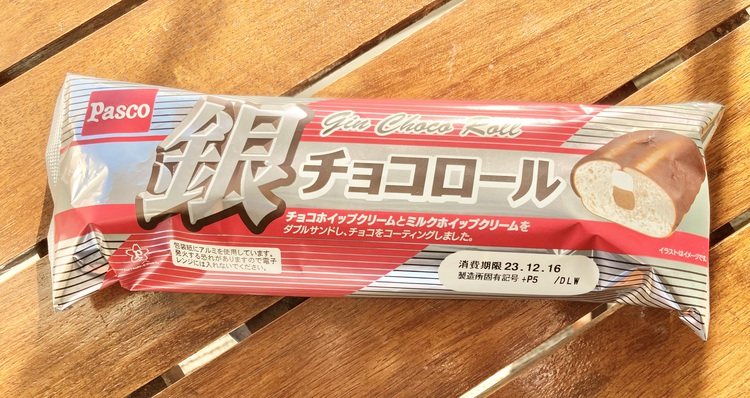 Pasco
Gin Choco Roll
銀チョコロール
チョコホイップクリームとミルクホイップクリームを
ダブルサンドし、チョコをコーティングしました。
包装紙にアルミを使用しています。
発火する恐れがありますので電子
レンジには入れないでください。
消費期限 23.12.16
製造所固有記号 +P5 /DLW
イラストはイメージです。